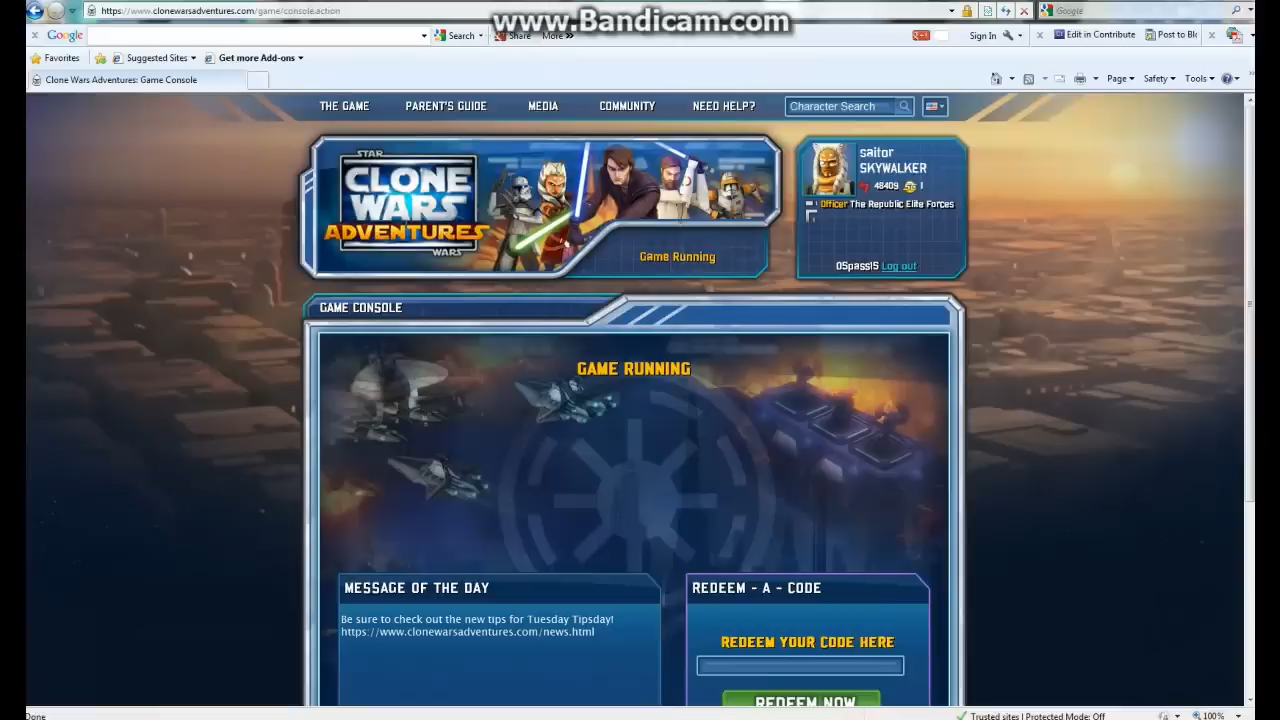 www.Bandicam.com
https://www.clonewarsadventures.com/game/console.action
Google
Google
Search
Share
More »
Sign In
Edit in Contribute
Post to Bl
Favorites
Suggested Sites
Get more Add-ons
Clone Wars Adventures: Game Console
Page
Safety
Tools
THE GAME
PARENT'S GUIDE
MEDIA
COMMUNITY
NEED HELP?
Character Search
STAR
CLONE
WARS
ADVENTURES
WARS
Game Running
saitor
SKYWALKER
48409
1
Officer The Republic Elite Forces
05pass15 Log out
GAME CONSOLE
GAME RUNNING
MESSAGE OF THE DAY
Be sure to check out the new tips for Tuesday Tipsday!
https://www.clonewarsadventures.com/news.html
REDEEM - A - CODE
REDEEM YOUR CODE HERE
REDEEM NOW
Done
Trusted sites | Protected Mode: Off
100%